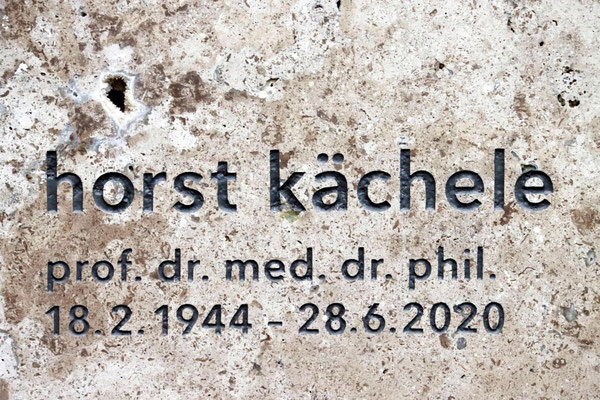 horst kächele
prof. dr. med. dr. phil.
18.2.1944 – 28.6.2020